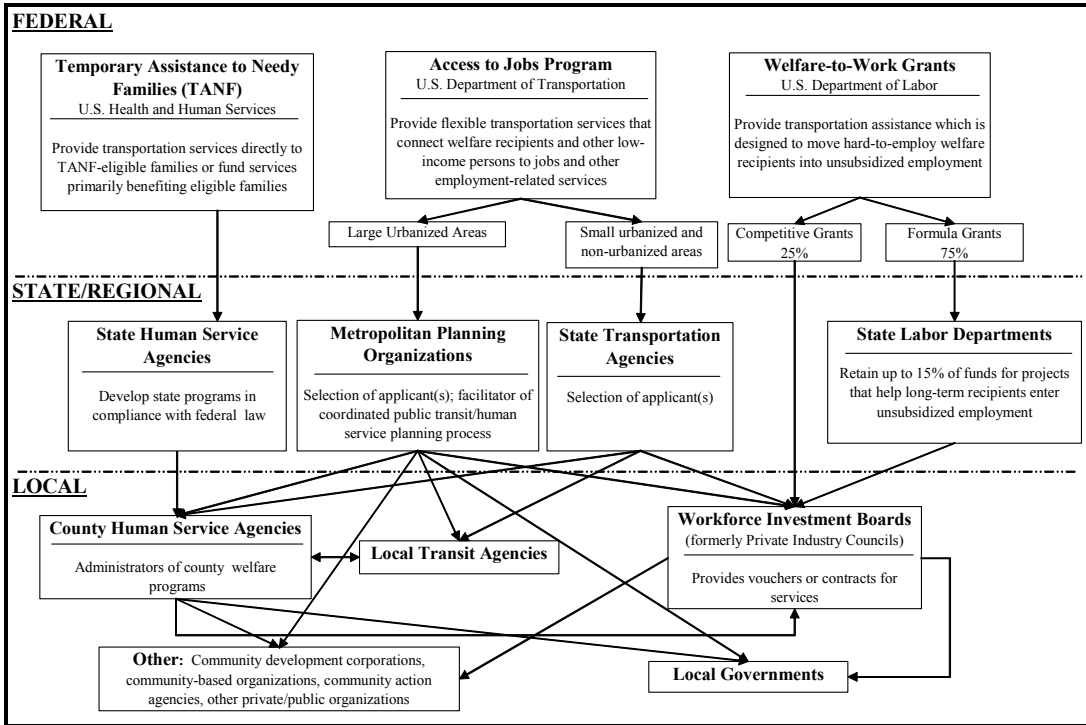 FEDERAL
Temporary Assistance to Needy
Families (TANF)
U.S. Health and Human Services
Provide transportation services directly to
TANF-eligible families or fund services
primarily benefiting eligible families
Access to Jobs Program
U.S. Department of Transportation
Provide flexible transportation services that
connect welfare recipients and other low-
income persons to jobs and other
employment-related services
Welfare-to-Work Grants
U.S. Department of Labor
Provide transportation assistance which is
designed to move hard-to-employ welfare
recipients into unsubsidized employment
Large Urbanized Areas
Small urbanized and
non-urbanized areas
Competitive Grants
25%
Formula Grants
75%
STATE/REGIONAL
State Human Service
Agencies
Develop state programs in
compliance with federal law
Metropolitan Planning
Organizations
Selection of applicant(s); facilitator of
coordinated public transit/human
service planning process
State Transportation
Agencies
Selection of applicant(s)
State Labor Departments
Retain up to 15% of funds for projects
that help long-term recipients enter
unsubsidized employment
LOCAL
County Human Service Agencies
Administrators of county welfare
programs
Local Transit Agencies
Workforce Investment Boards
(formerly Private Industry Councils)
Provides vouchers or contracts for
services
Other: Community development corporations,
community-based organizations, community action
agencies, other private/public organizations
Local Governments